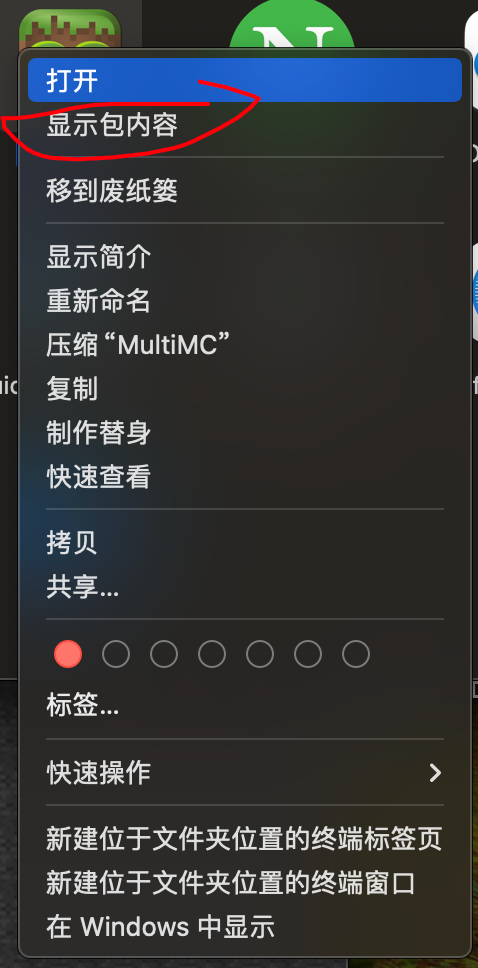 打开
显示包内容
移到废纸篓
显示简介
重新命名
压缩“MultiMC”
复制
制作替身
快速查看
拷贝
共享...
标签...
快速操作
新建位于文件夹位置的终端标签页
新建位于文件夹位置的终端窗口
在 Windows 中显示